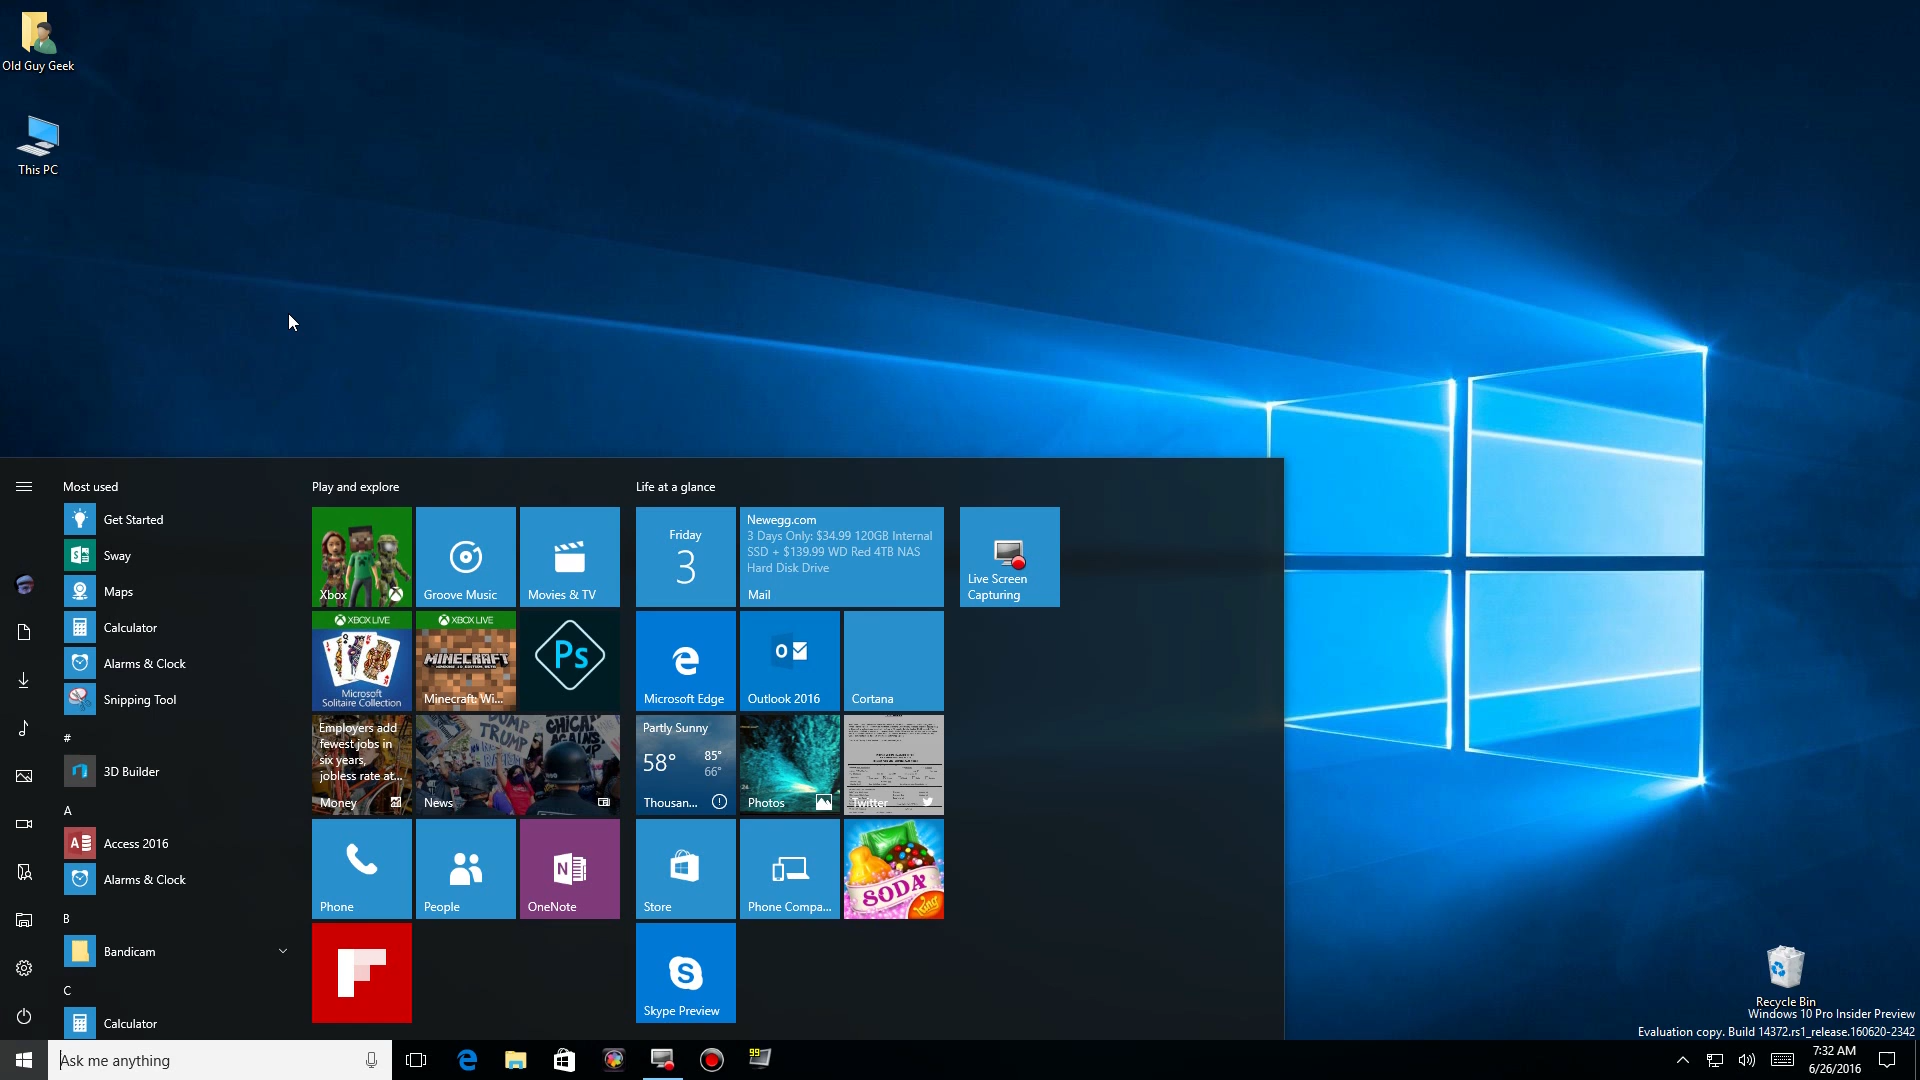 Old Guy Geek
This PC
Most used
Get Started
Sway
Maps
Calculator
Alarms & Clock
Snipping Tool
#
3D Builder
A
Access 2016
Alarms & Clock
B
Bandicam
C
Calculator
Play and explore
Xbox
Groove Music
Movies & TV
XBOX LIVE
Microsoft
Solitaire Collection
XBOX LIVE
MINECRAFT
Minecraft: Wi...
Ps
Employers add
fewest jobs in
six years,
jobless rate at...
Money
DUMP
TRUMP
CHICAGO
AGAINST
News
Phone
People
N
OneNote
Life at a glance
Friday
3
Newegg.com
3 Days Only: $34.99 120GB Internal
SSD + $139.99 WD Red 4TB NAS
Hard Disk Drive
Mail
Microsoft Edge
Outlook 2016
Cortana
Partly Sunny
58°
85°
66°
Thousan...
Photos
Twitter
Store
Phone Compa...
SODA
King
Skype Preview
Live Screen
Capturing
Recycle Bin
Windows 10 Pro Insider Preview
Evaluation copy. Build 14372.rs1_release.160620-2342
Ask me anything
99
7:32 AM
6/26/2016